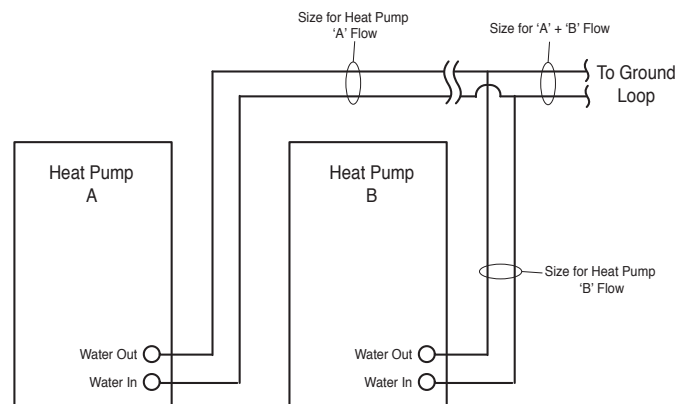 Size for Heat Pump
'A' Flow
Size for 'A' + 'B' Flow
To Ground
Loop
Heat Pump
A
Heat Pump
B
Size for Heat Pump
'B' Flow
Water Out
Water In
Water Out
Water In